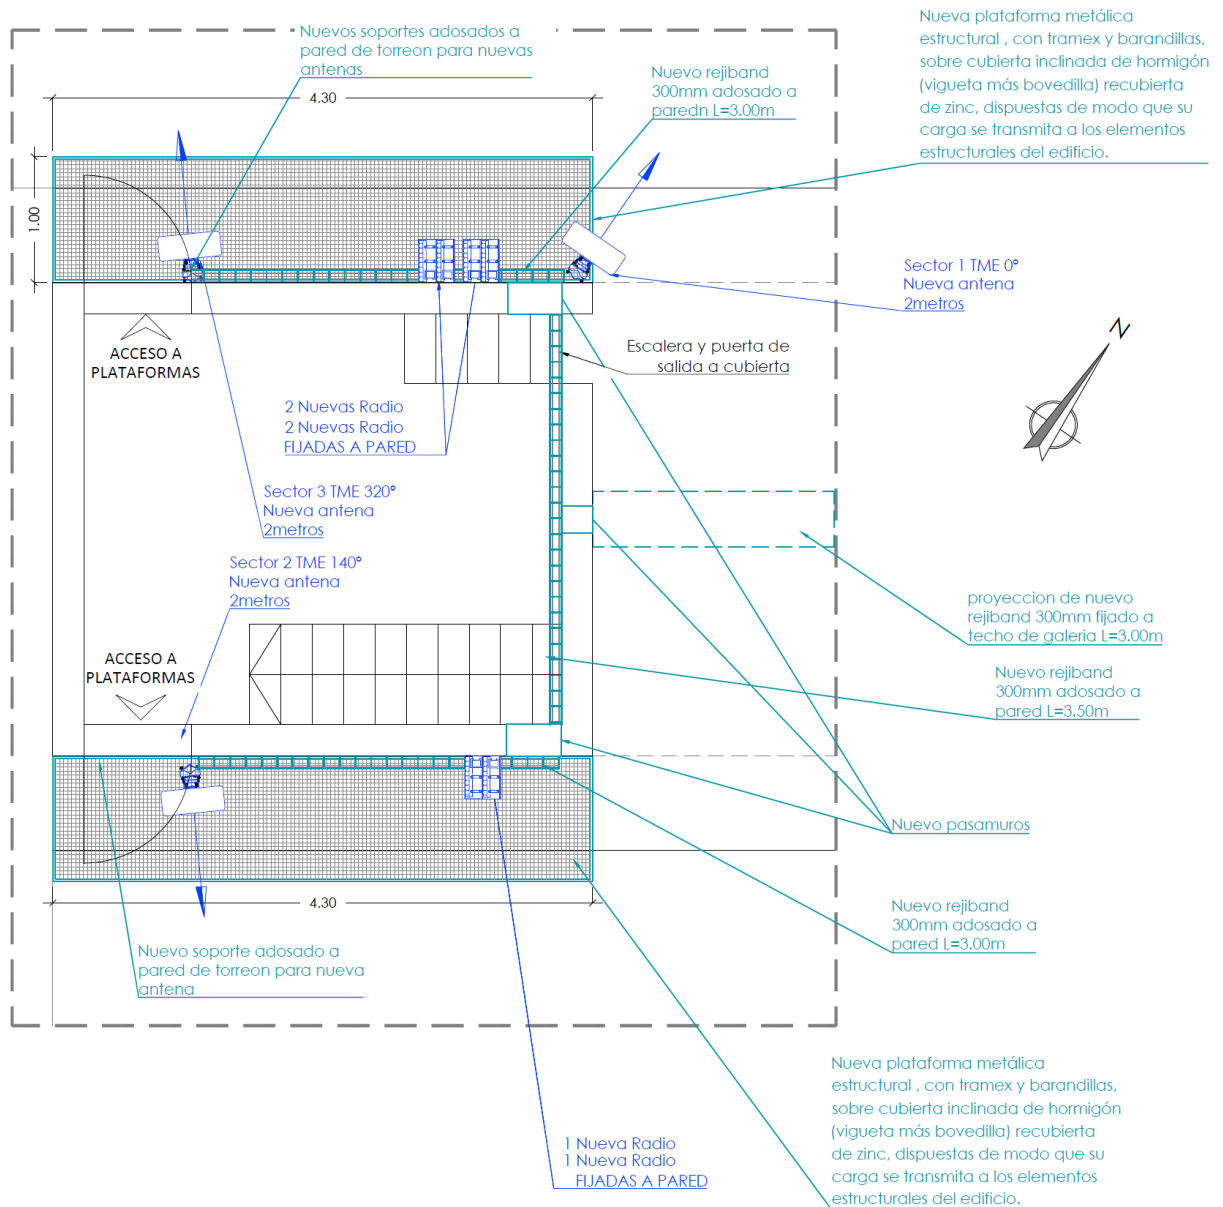 Nuevos soportes adosados a
pared de torreon para nuevas
antenas
Nueva plataforma metálica
estructural , con tramex y barandillas,
sobre cubierta inclinada de hormigón
(vigueta más bovedilla) recubierta
de zinc, dispuestas de modo que su
carga se transmita a los elementos
estructurales del edificio.
Nuevo rejiband
300mm adosado a
paredn L=3.00m
4.30
1.00
Sector 1 TME 0º
Nueva antena
2metros
N
ACCESO A
PLATAFORMAS
Escalera y puerta de
salida a cubierta
2 Nuevas Radio
2 Nuevas Radio
FIJADAS A PARED
Sector 3 TME 320º
Nueva antena
2metros
Sector 2 TME 140º
Nueva antena
2metros
proyeccion de nuevo
rejiband 300mm fijado a
techo de galeria L=3.00m
ACCESO A
PLATAFORMAS
Nuevo rejiband
300mm adosado a
pared L=3.50m
Nuevo pasamuros
4.30
Nuevo rejiband
300mm adosado a
pared L=3.00m
Nuevo soporte adosado a
pared de torreon para nueva
antena
Nueva plataforma metálica
estructural , con tramex y barandillas,
sobre cubierta inclinada de hormigón
(vigueta más bovedilla) recubierta
de zinc, dispuestas de modo que su
carga se transmita a los elementos
estructurales del edificio.
1 Nueva Radio
1 Nueva Radio
FIJADAS A PARED